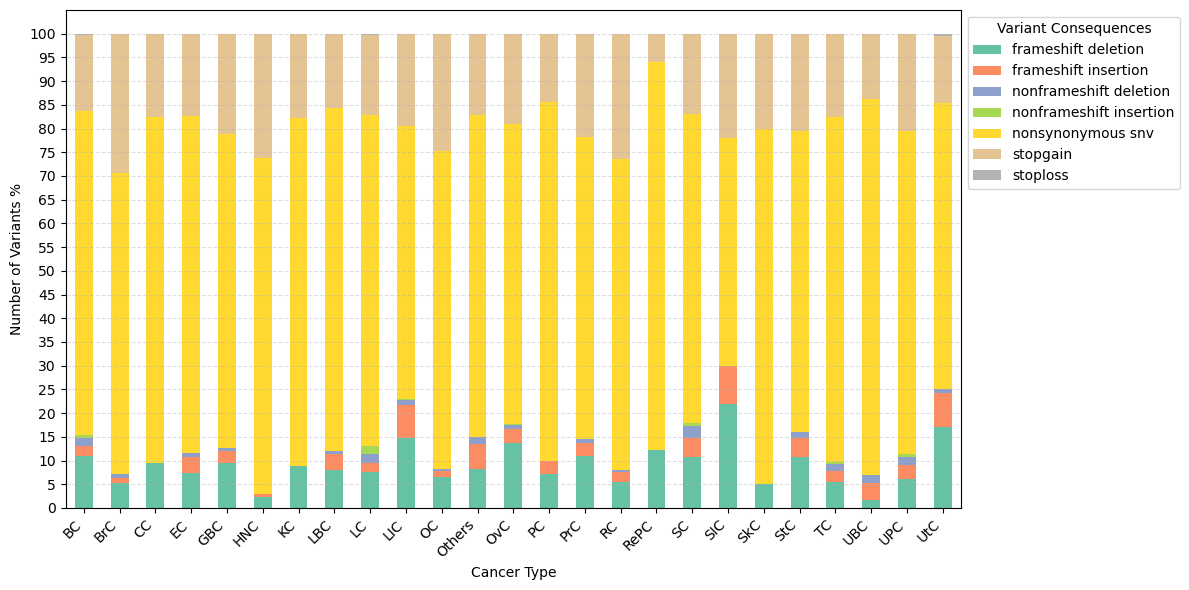 Variant Consequences
frameshift deletion
frameshift insertion
nonframeshift deletion
nonframeshift insertion
nonsynonymous snv
stopgain
stoploss
Number of Variants %
100
95
90
85
80
75
70
65
60
55
50
45
40
35
30
25
20
15
10
5
0
BC
BrC
CC
EC
GBC
HNC
KC
LBC
LC
LIC
OC
Others
OvC
PC
PrC
RC
RePC
SC
SIC
SkC
StC
TC
UBC
UPC
UtC
Cancer Type